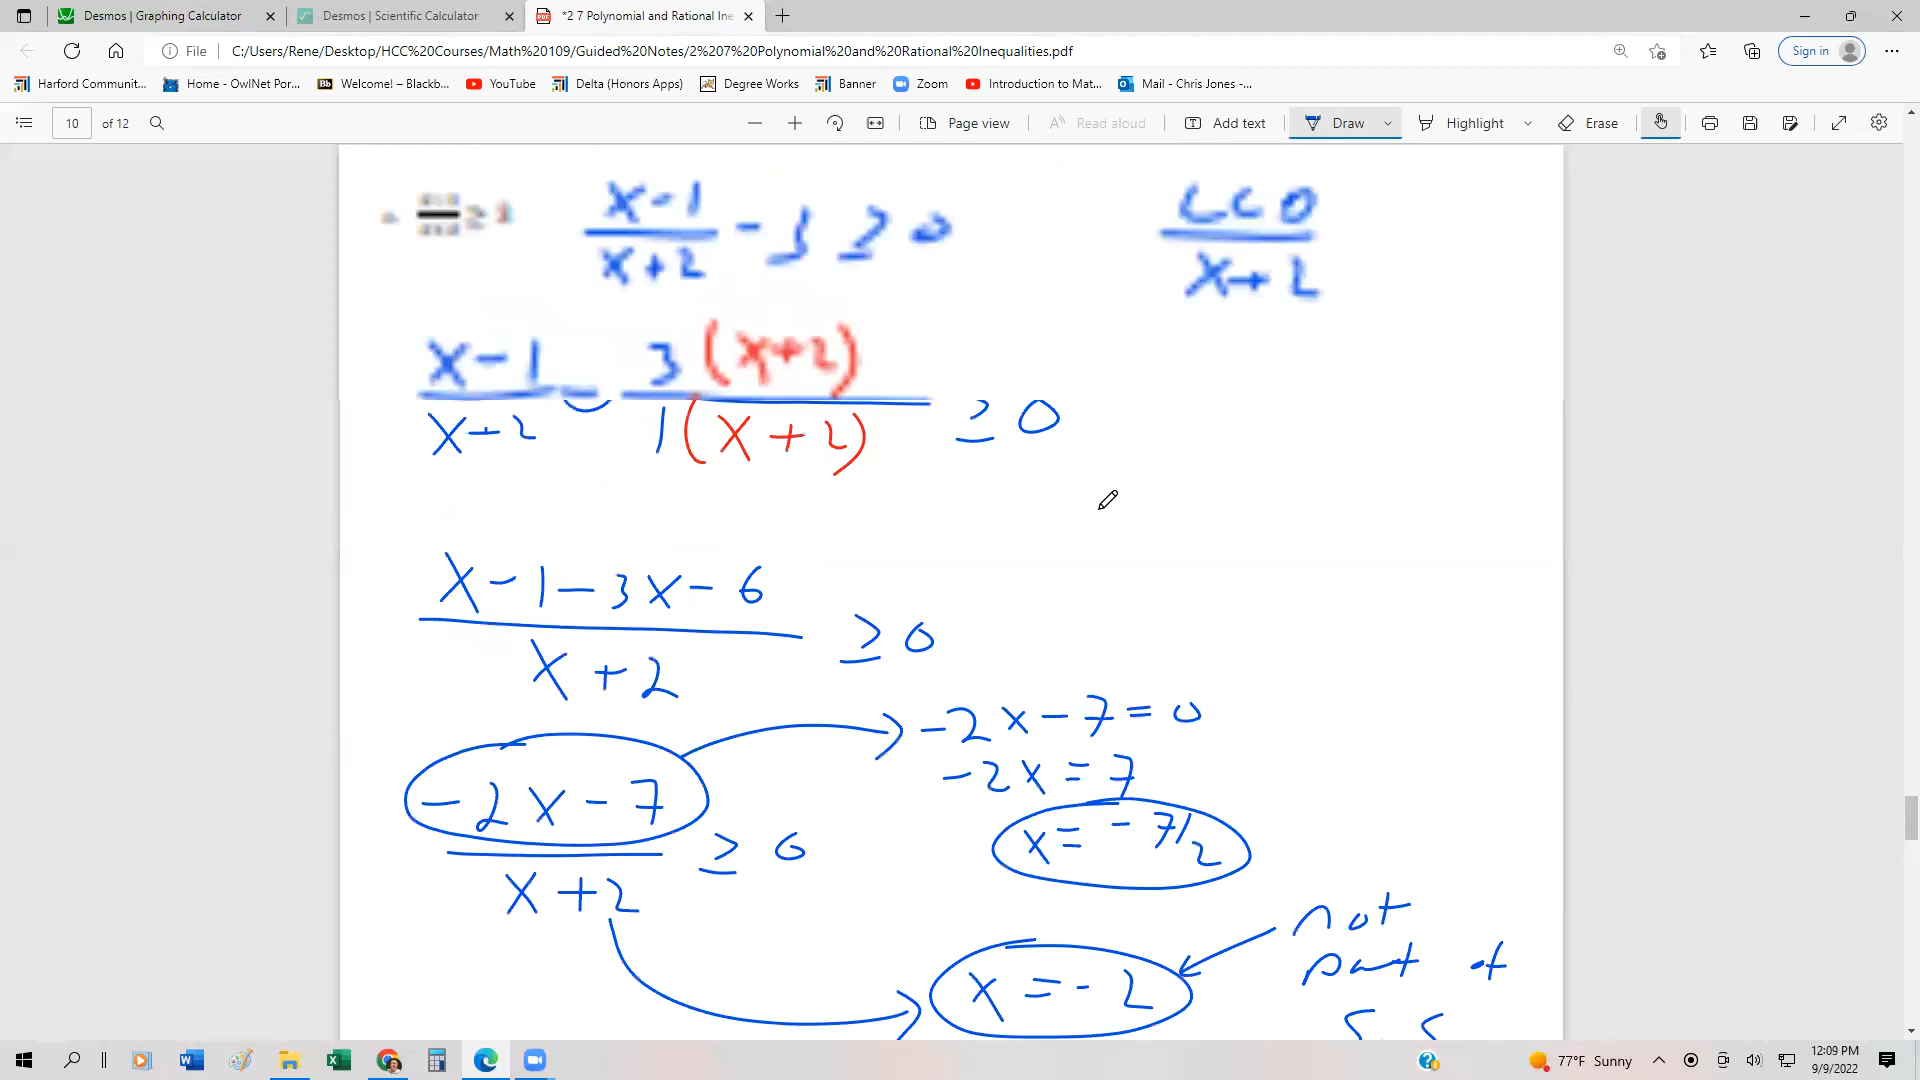 Desmos | Graphing Calculator
Desmos | Scientific Calculator
*2 7 Polynomial and Rational Ine
File
C:/Users/Rene/Desktop/HCC%20Courses/Math%20109/Guided%20Notes/2%207%20Polynomial%20and%20Rational%20Inequalities.pdf
Sign in
Harford Communit...
Home - OwlNet Por...
Bb Welcome! – Blackb...
YouTube
Delta (Honors Apps)
Degree Works
Banner
Zoom
Introduction to Mat...
Mail - Chris Jones -...
10 of 12
Page view
Read aloud
Add text
Draw
Highlight
Erase
x-1
x+2
- 3 ≥ 0
LCD
x+2
x-1
x+2
-
3 (x+2)
1 (x+2)
≥ 0
x-1-3x-6
x+2
≥ 0
-2x-7
x+2
≥ 0
-2x-7=0
-2x=7
x=-7/2
x=-2
not
part of
S.S
77°F Sunny
12:09 PM
9/9/2022